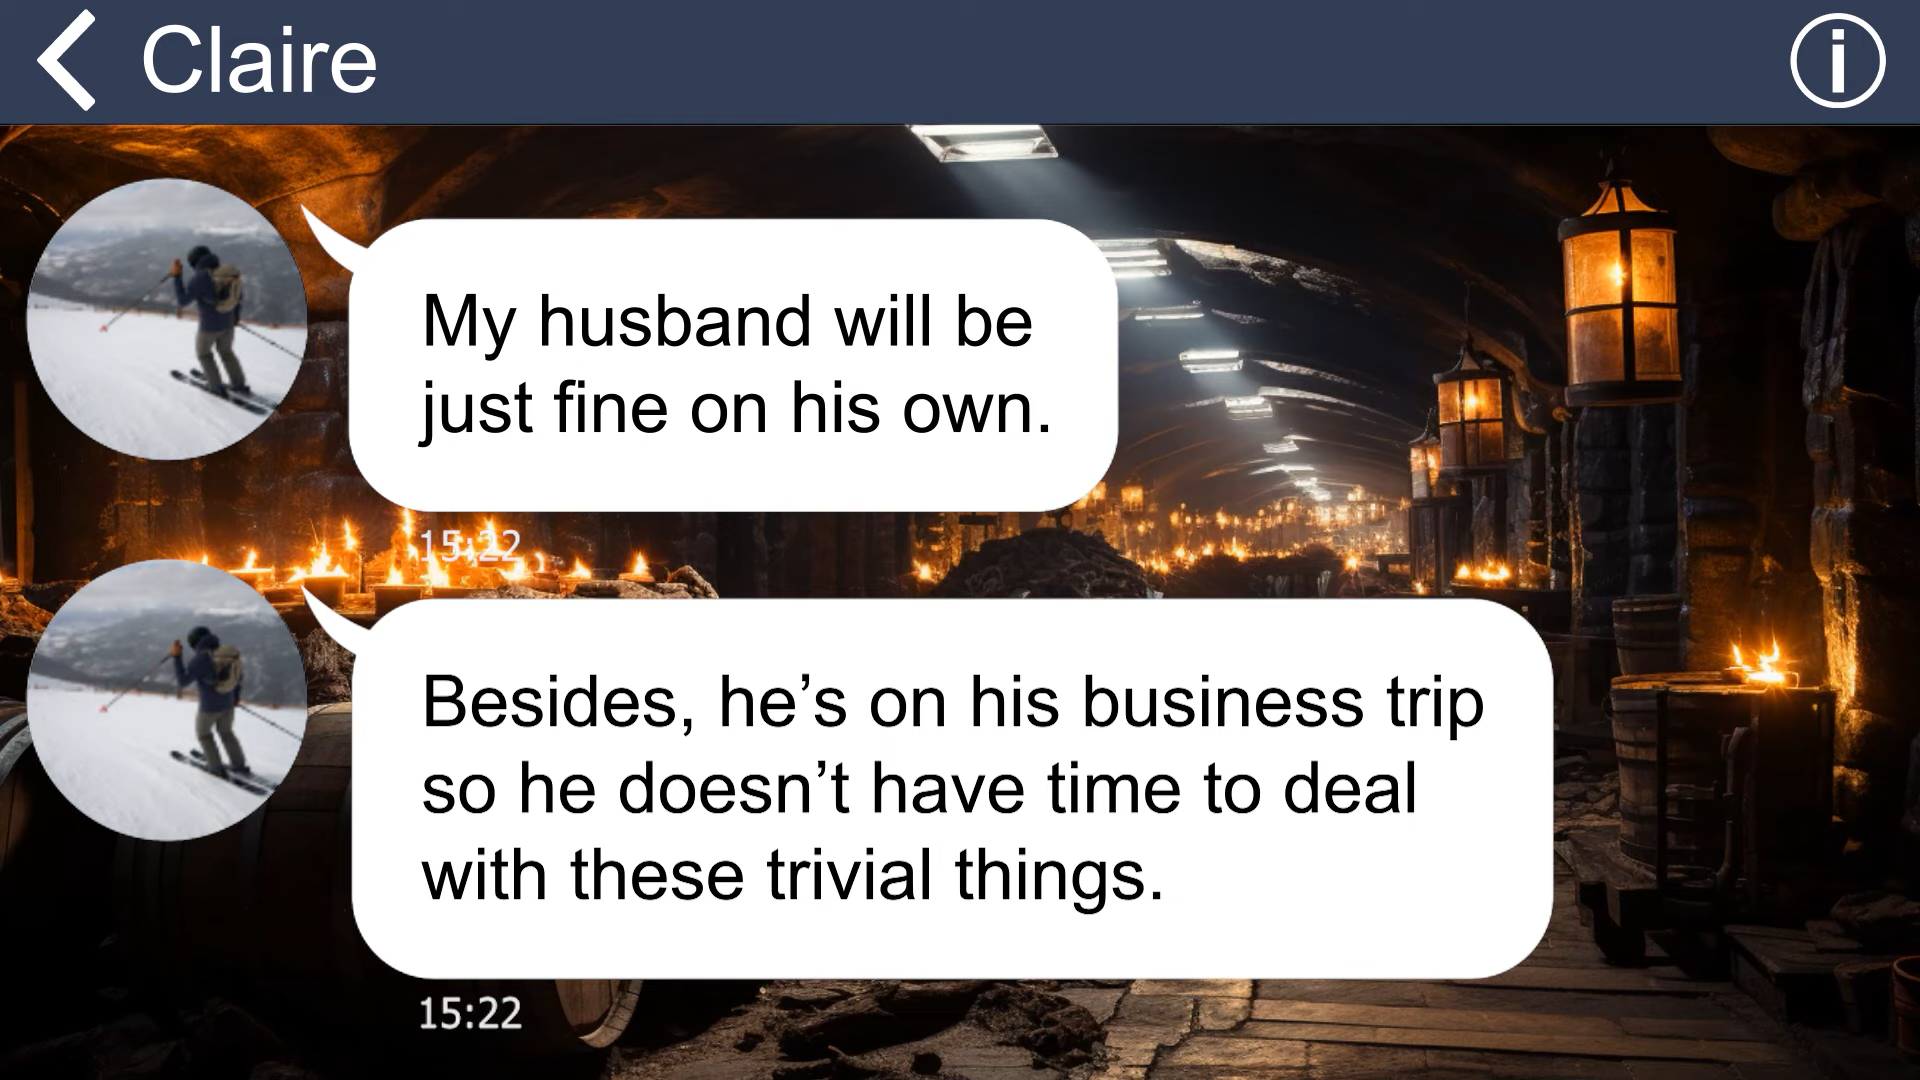 Claire
My husband will be
just fine on his own.
15:22
Besides, he’s on his business trip
so he doesn’t have time to deal
with these trivial things.
15:22